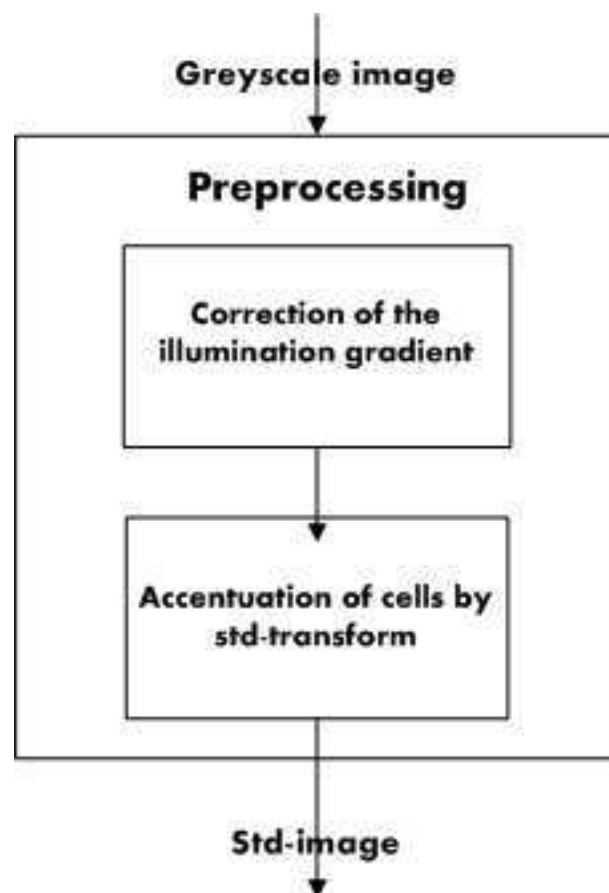 Greyscale image
Preprocessing
Correction of the
illumination gradient
Accentuation of cells by
std-transform
Std-image